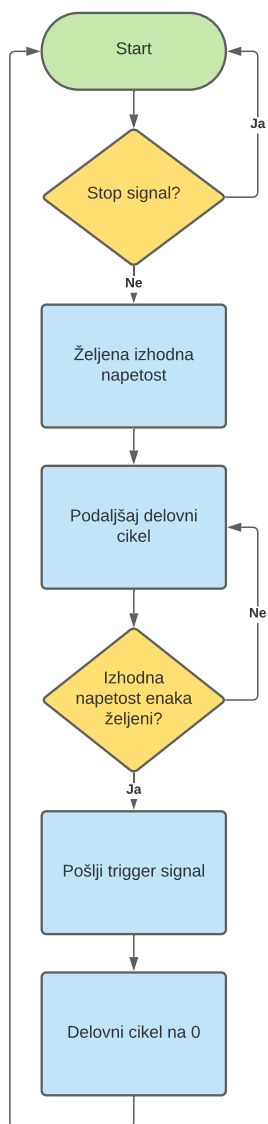 Start
Ja
Stop signal?
Ne
Željena izhodna
napetost
Podaljšaj delovni
cikel
Ne
Izhodna
napetost enaka
željeni?
Ja
Pošlji trigger signal
Delovni cikel na 0